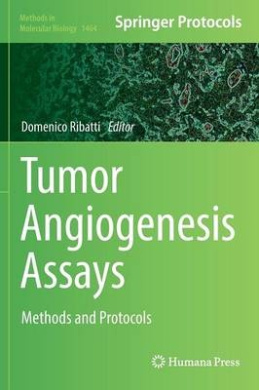 Methods in
Molecular Biology 1464
Springer Protocols
Domenico Ribatti Editor
Tumor
Angiogenesis
Assays
Methods and Protocols
Humana Press